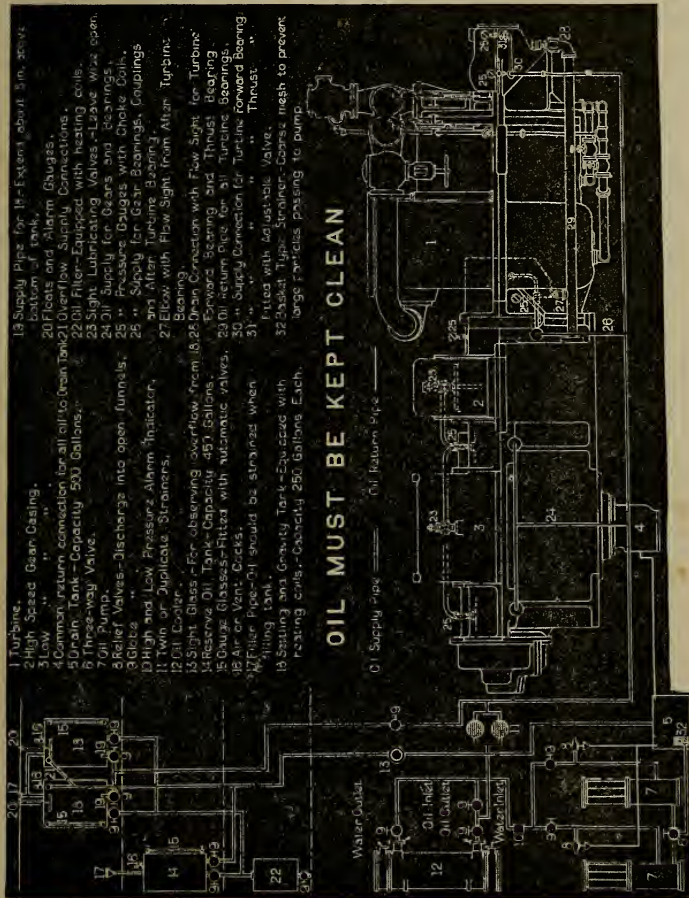 1 Turbine.
2 High Speed Gear Casing.
3 Low " " "
4 Common return connection for all oil to Drain Tank
5 Drain Tank - Capacity 500 Gallons.
6 Three-way Valve.
7 Oil Pump.
8 Relief Valves - Discharge into open funnels.
9 Globe "
10 High and Low Pressure Alarm Indicator.
11 Twin or Duplicate Strainers.
12 Oil Cooler.
13 Sight Glass - For observing overflow from 18.
14 Reserve Oil Tank - Capacity 450 Gallons.
15 Gauge Glasses - Fitted with automatic valves.
16 Air or Vent Cocks.
17 Filler Pipe - Oil should be strained when
filling tank.
18 Settling and Gravity Tank - Equipped with
heating coils. - Capacity 250 Gallons Each.
19 Supply Pipe for 18 - Extend about 8 in. above
bottom of tank.
20 Floats and Alarm Gauges.
21 Overflow Supply Connections.
22 Oil Filter - Equipped with heating coils.
23 Sight Lubricating Valves - Leave wide open.
24 Oil Supply for Gears and Bearings.
25 " Pressure Gauges with Choke Coils.
26 " Supply for Gear Bearings, Couplings
and After Turbine Bearing
27 Elbow with Flow Sight from After Turbine
Bearing
28 Drain Connection with Flow Sight for Turbine
Forward Bearing and Thrust Bearing
29 Oil Return Pipe for all Turbine Bearings.
30 " Supply Connection for Turbine Forward Bearing.
31 " " " " Thrust "
Fitted with Adjustable Valve.
32 Basket Type Strainer - Coarse mesh to prevent
large particles passing to pump.
OIL MUST BE KEPT CLEAN
Oil Supply Pipe
Oil Return Pipe
Water Outlet
Oil Inlet
Oil Outlet
Water Inlet